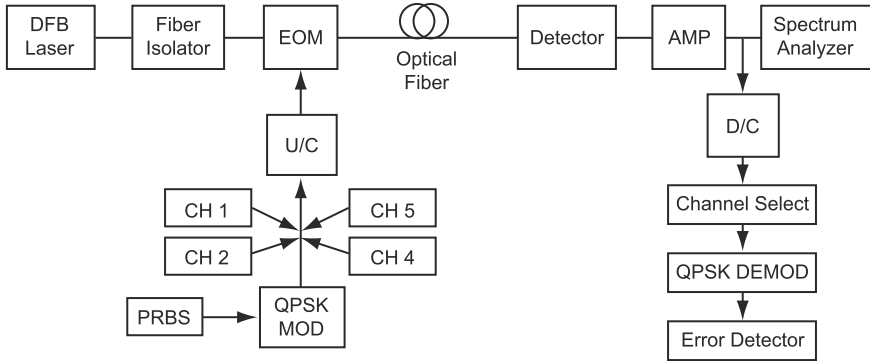 DFB
Laser
Fiber
Isolator
EOM
Optical
Fiber
Detector
AMP
Spectrum
Analyzer
U/C
D/C
CH 1
CH 5
Channel Select
CH 2
CH 4
QPSK DEMOD
PRBS
QPSK
MOD
Error Detector